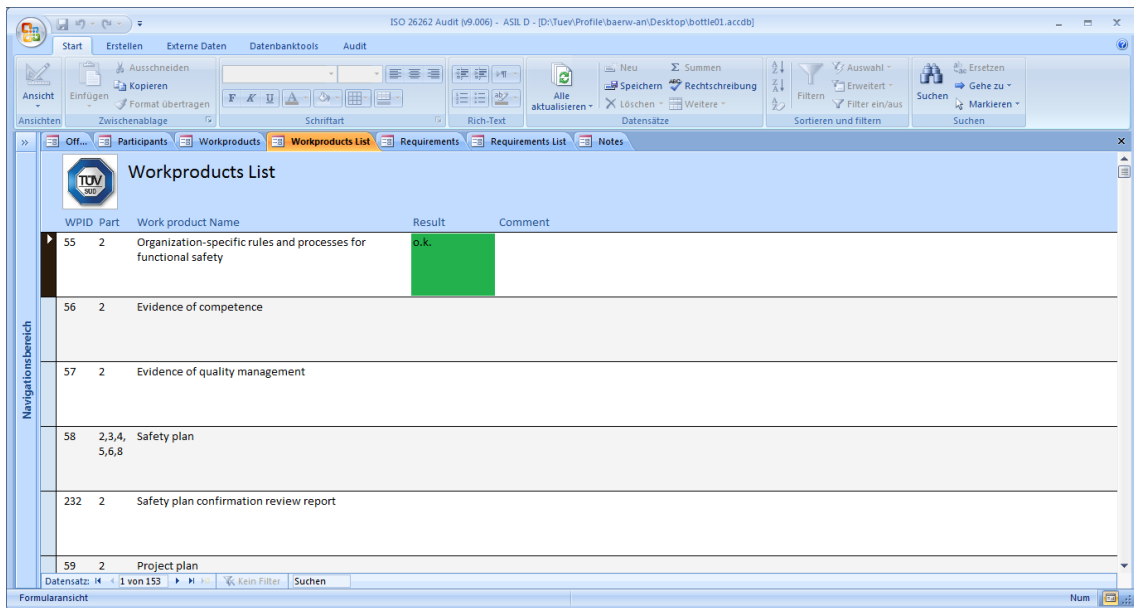 ISO 26262 Audit (v9.006) - ASIL D - [D:\Tuev\Profile\baerw-an\Desktop\bottle01.accdb]
Start Erstellen Externe Daten Datenbanktools Audit
Ansicht
Einfügen
Ausschneiden
Kopieren
Format übertragen
F K U A
Alle
aktualisieren
Neu Σ Summen
Speichern Rechtschreibung
Löschen Weitere
Filtern
Auswahl
Erweitert
Filter ein/aus
Suchen
Ersetzen
Gehe zu
Markieren
Ansichten Zwischenablage Schriftart Rich-Text Datensätze Sortieren und filtern Suchen
» Off... Participants Workproducts Workproducts List Requirements Requirements List Notes
TÜV
SÜD
Workproducts List
WPID Part Work product Name Result Comment
55 2 Organization-specific rules and processes for o.k.
functional safety
56 2 Evidence of competence
57 2 Evidence of quality management
58 2,3,4, Safety plan
5,6,8
232 2 Safety plan confirmation review report
59 2 Project plan
Navigationsbereich
Datensatz: 1 von 153 Kein Filter Suchen
Formularansicht Num